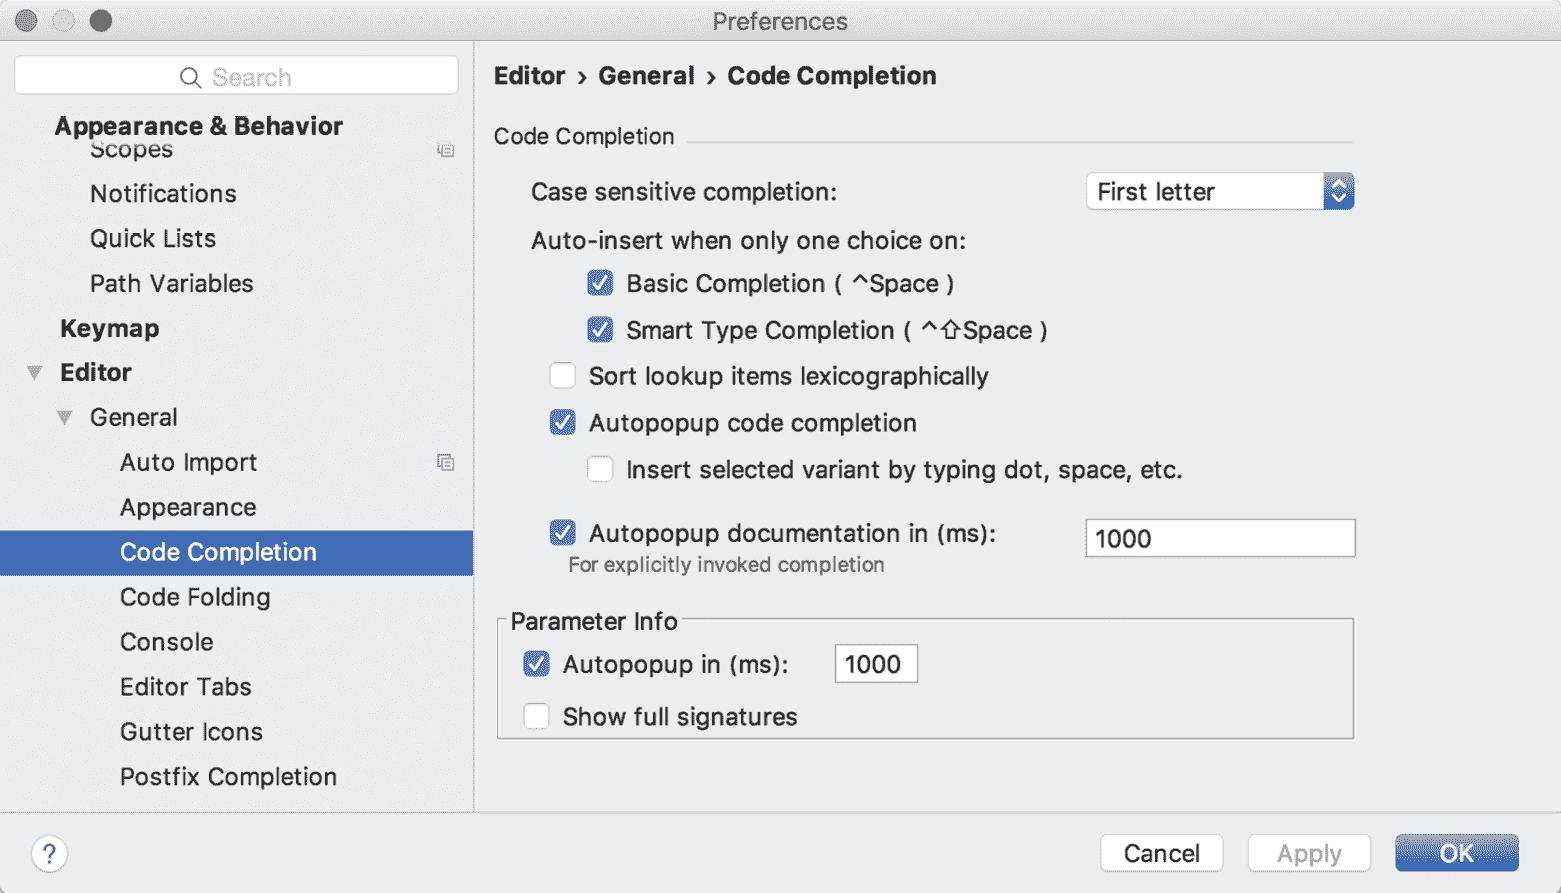 Preferences
Search
Appearance & Behavior
Scopes
Notifications
Quick Lists
Path Variables
Keymap
Editor
General
Auto Import
Appearance
Code Completion
Code Folding
Console
Editor Tabs
Gutter Icons
Postfix Completion
Editor › General › Code Completion
Code Completion
Case sensitive completion: First letter
Auto-insert when only one choice on:
Basic Completion ( ^Space )
Smart Type Completion ( ^⇧Space )
Sort lookup items lexicographically
Autopopup code completion
Insert selected variant by typing dot, space, etc.
Autopopup documentation in (ms): 1000
For explicitly invoked completion
Parameter Info
Autopopup in (ms): 1000
Show full signatures
? Cancel Apply OK